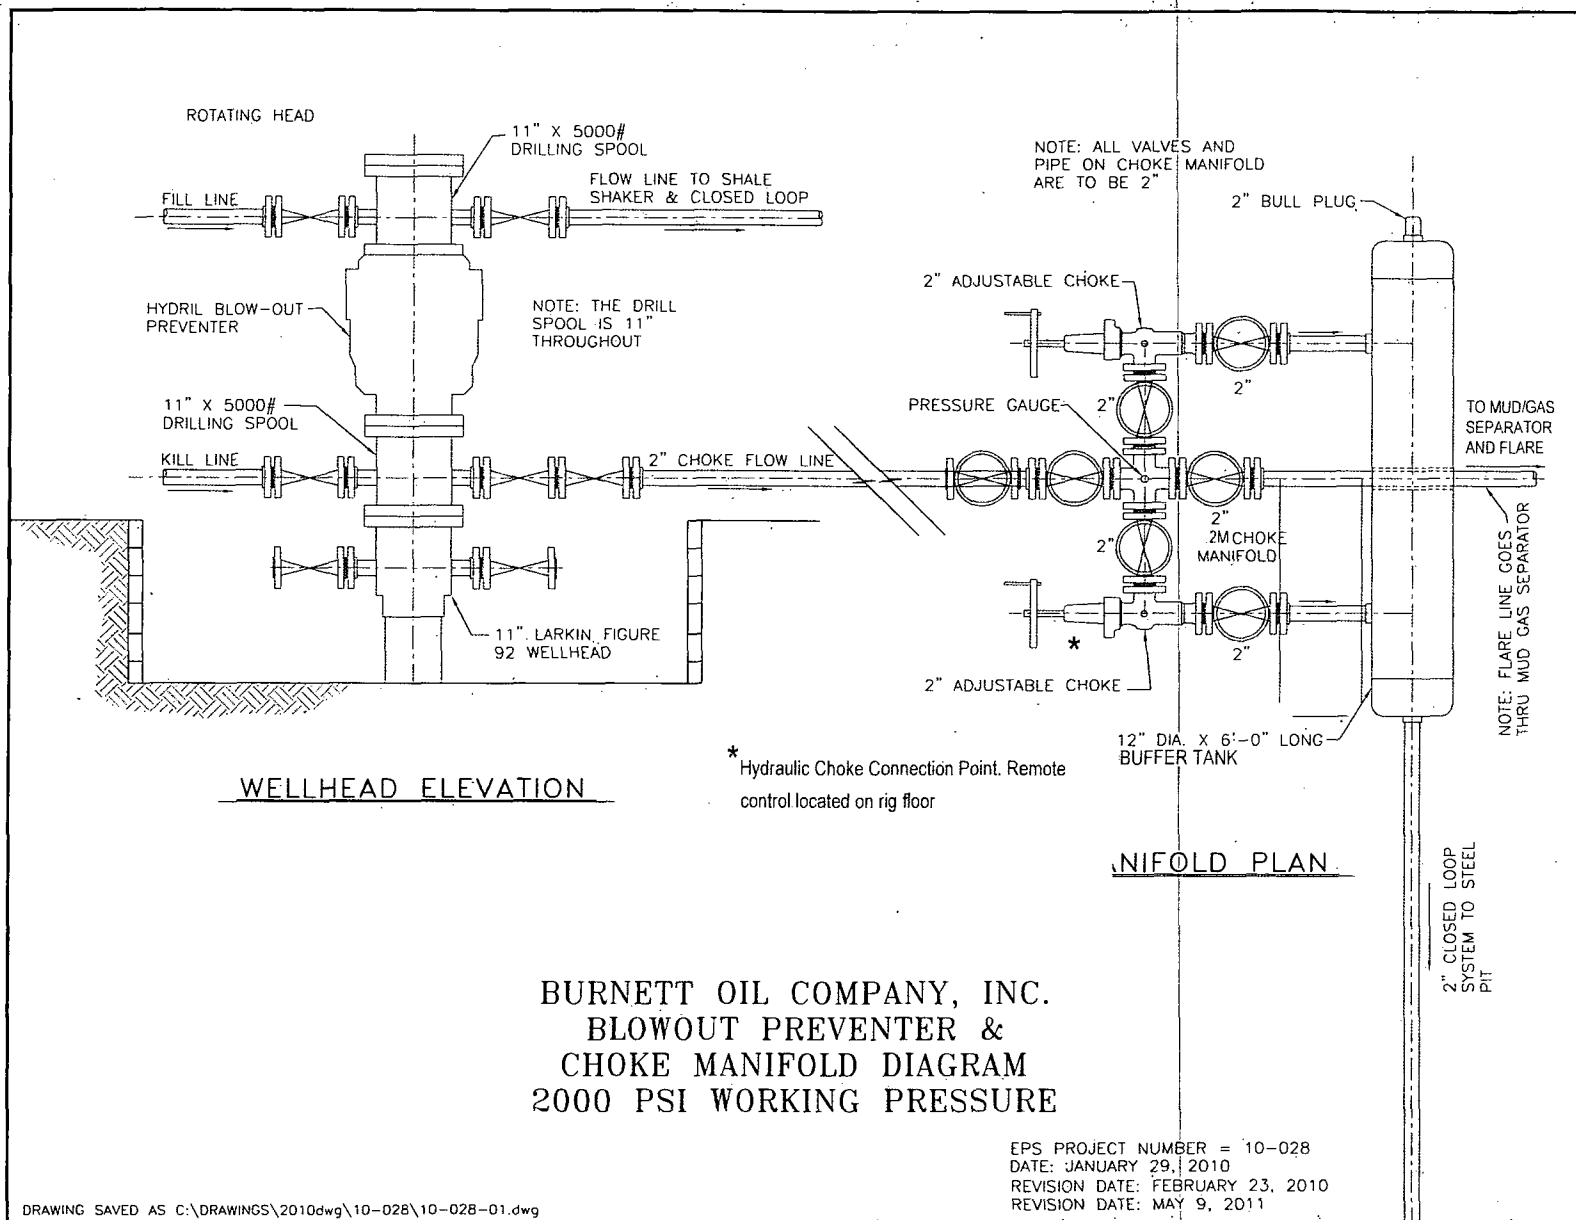 ROTATING HEAD
11" X 5000#
DRILLING SPOOL
FILL LINE
FLOW LINE TO SHALE
SHAKER & CLOSED LOOP
HYDRIL BLOW-OUT
PREVENTER
NOTE: THE DRILL
SPOOL IS 11"
THROUGHOUT
11" X 5000#
DRILLING SPOOL
KILL LINE
2" CHOKE FLOW LINE
11" LARKIN FIGURE
92 WELLHEAD
WELLHEAD ELEVATION
NOTE: ALL VALVES AND
PIPE ON CHOKE MANIFOLD
ARE TO BE 2"
2" BULL PLUG
2" ADJUSTABLE CHOKE
2"
PRESSURE GAUGE
2"
TO MUD/GAS
SEPARATOR
AND FLARE
2"
2M CHOKE
MANIFOLD
2"
NOTE: FLARE LINE GOES
THRU MUD GAS SEPARATOR
*
2"
2" ADJUSTABLE CHOKE
12" DIA. X 6'-0" LONG
BUFFER TANK
* Hydraulic Choke Connection Point. Remote
control located on rig floor
NIFOLD PLAN
2" CLOSED LOOP
SYSTEM TO STEEL
PIT
BURNETT OIL COMPANY, INC.
BLOWOUT PREVENTER &
CHOKE MANIFOLD DIAGRAM
2000 PSI WORKING PRESSURE
EPS PROJECT NUMBER = 10-028
DATE: JANUARY 29, 2010
REVISION DATE: FEBRUARY 23, 2010
REVISION DATE: MAY 9, 2011
DRAWING SAVED AS C:\DRAWINGS\2010dwg\10-028\10-028-01.dwg